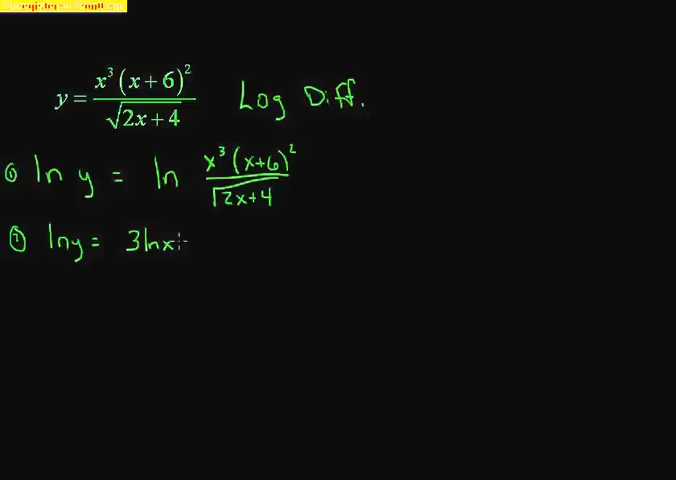 y = x³(x+6)² / √(2x+4) Log Diff.
① ln y = ln x³(x+6)² / √(2x+4)
② ln y = 3lnx